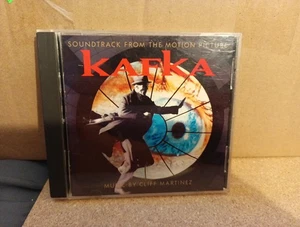 SOUNDTRACK FROM THE MOTION PICTURE
KAFKA
MUSIC BY CLIFF MARTINEZ